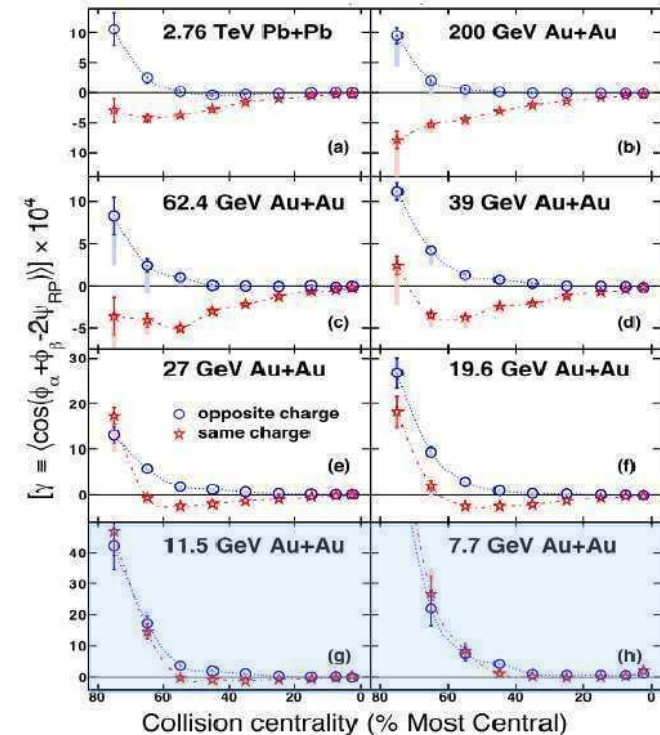 2.76 TeV Pb+Pb
200 GeV Au+Au
10
5
0
-5
10
(a)
(b)
62.4 GeV Au+Au
39 GeV Au+Au
10
5
0
-5
(c)
(d)
27 GeV Au+Au
19.6 GeV Au+Au
30
20
10
0
opposite charge
same charge
(e)
(f)
11.5 GeV Au+Au
7.7 GeV Au+Au
40
30
20
10
0
(g)
(h)
80 60 40 20 80 60 40 20 0
[γ ≡ ⟨cos(ϕα+ϕβ-2ψRP)⟩] × 10⁴
Collision centrality (% Most Central)